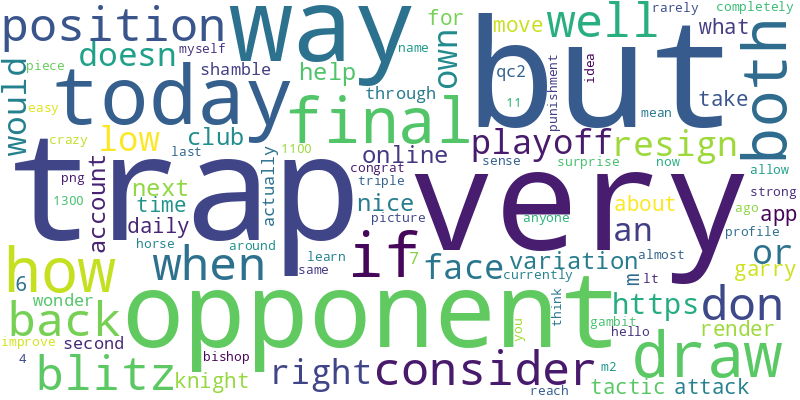 position way but both
doesn myself rarely completely
shamble for move well what
would piece name help own qc2 idea
today 11 punishment take
easy low club through final
crazy 1100 playoff resign
trap very
png last actually online sense surprise mean now
account next congrat allow
1300 time triple nice an about strong
daily picture anyone ago app
horse around if face variation almost profile or
how when learn 7 currently m lt garry
6 same
wonder opponent think https don
back second you gambit hello render
improve right consider draw
4 bishop m2
blitz knight reach tactic attack